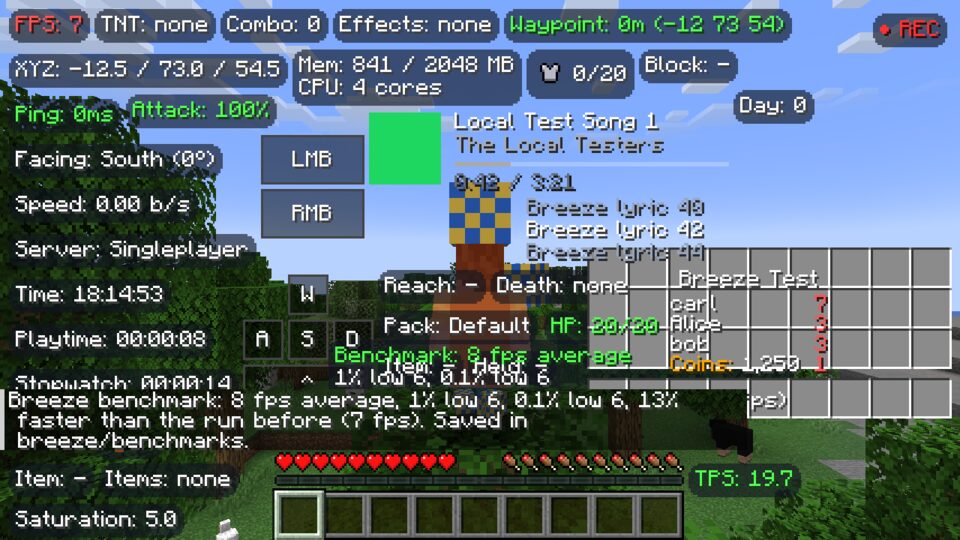 FPS: 7 TNT: none Combo: 0 Effects: none Waypoint: 0m (-12 73 54)
REC
XYZ: -12.5 / 73.0 / 54.5
Mem: 841 / 2048 MB
CPU: 4 cores
0/20
Block: -
Day: 0
Ping: 0ms
Attack: 100%
Local Test Song 1
The Local Testers
0:42 / 3:21
Facing: South (0°)
LMB
Speed: 0.00 b/s
RMB
Breeze lyric 40
Breeze lyric 42
Breeze lyric 44
Server: Singleplayer
Time: 18:14:53
W
Reach: - Death: none
Breeze Test
carl 7
Alice 3
bob 3
Coins: 1,250 1
Playtime: 00:00:08
A S D
Pack: Default HP: 20/20
Benchmark: 8 fps average
1% low 6, 0.1% low 6
Stopwatch: 00:00:14
Breeze benchmark: 8 fps average, 1% low 6, 0.1% low 6, 13%
faster than the run before (7 fps). Saved in
breeze/benchmarks.
Item: - Items: none
TPS: 19.7
Saturation: 5.0